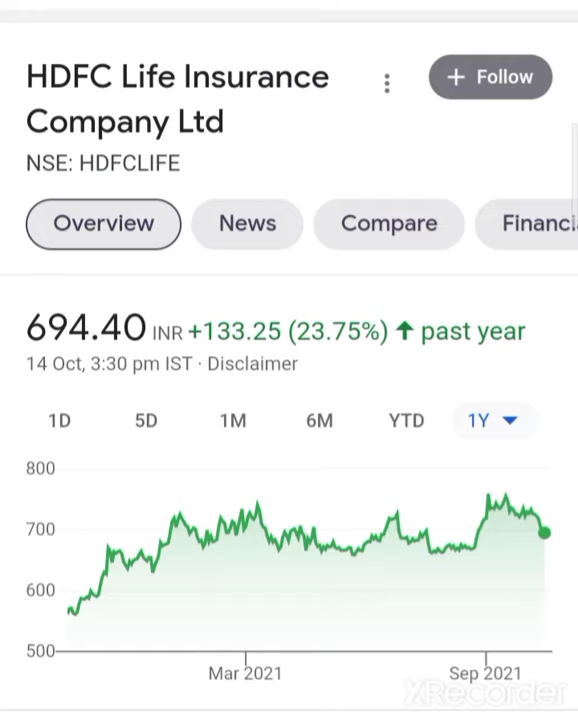 HDFC Life Insurance
Company Ltd
+ Follow
NSE: HDFCLIFE
Overview
News
Compare
694.40 INR +133.25 (23.75%) ↑ past year
14 Oct, 3:30 pm IST · Disclaimer
1D 5D 1M 6M YTD 1Y
800
700
600
500
Mar 2021
Sep 2021
XRecorder